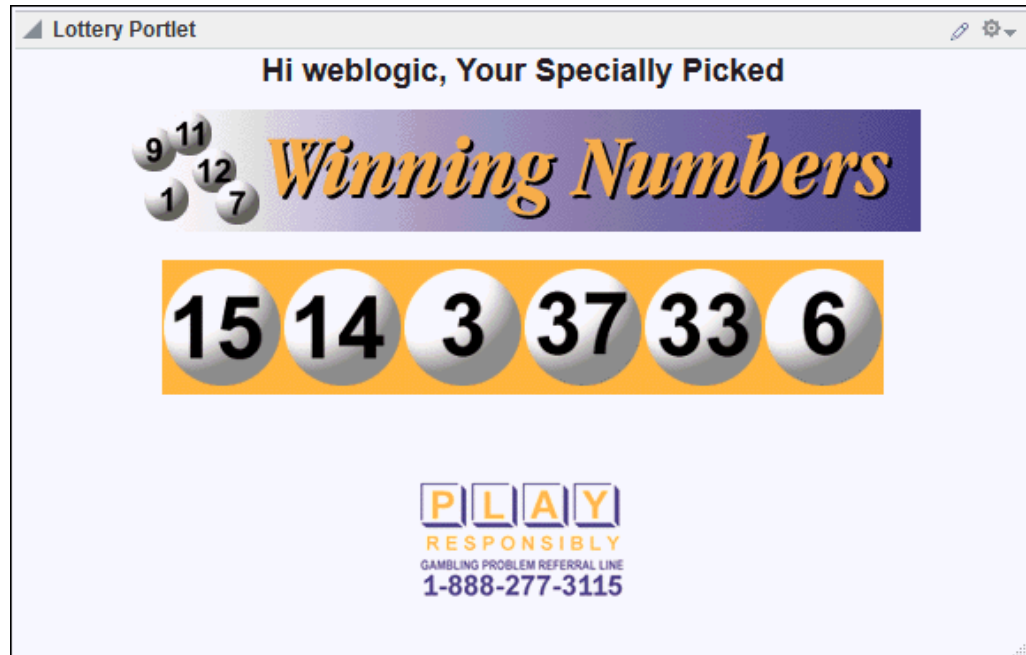 Lottery Portlet
Hi weblogic, Your Specially Picked
9 11
12
1 7
Winning Numbers
15 14 3 37 33 6
PLAY
RESPONSIBLY
GAMBLING PROBLEM REFERRAL LINE
1-888-277-3115